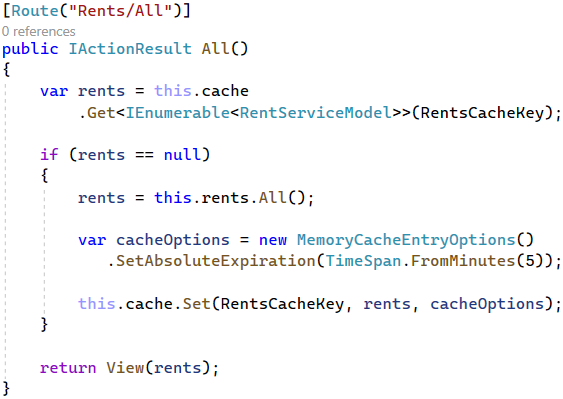 [Route("Rents/All")]
0 references
public IActionResult All()
{
    var rents = this.cache
        .Get<IEnumerable<RentServiceModel>>(RentsCacheKey);
    if (rents == null)
    {
        rents = this.rents.All();
        var cacheOptions = new MemoryCacheEntryOptions()
            .SetAbsoluteExpiration(TimeSpan.FromMinutes(5));
        this.cache.Set(RentsCacheKey, rents, cacheOptions);
    }
    return View(rents);
}